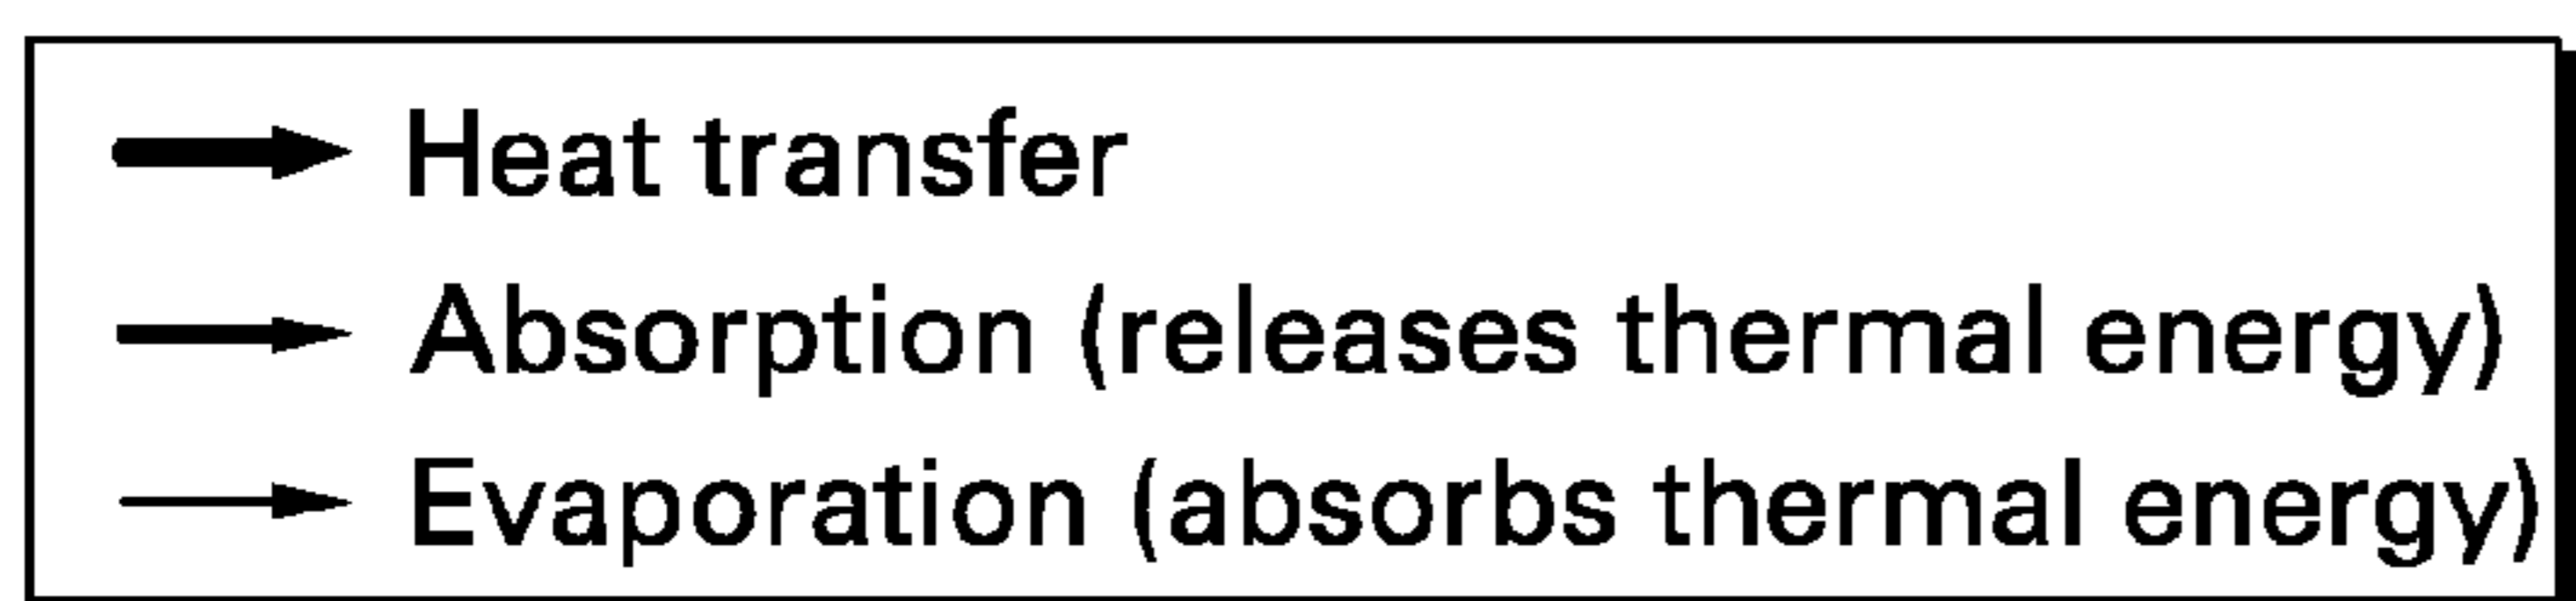 Heat transfer
Absorption (releases thermal energy)
Evaporation (absorbs thermal energy)